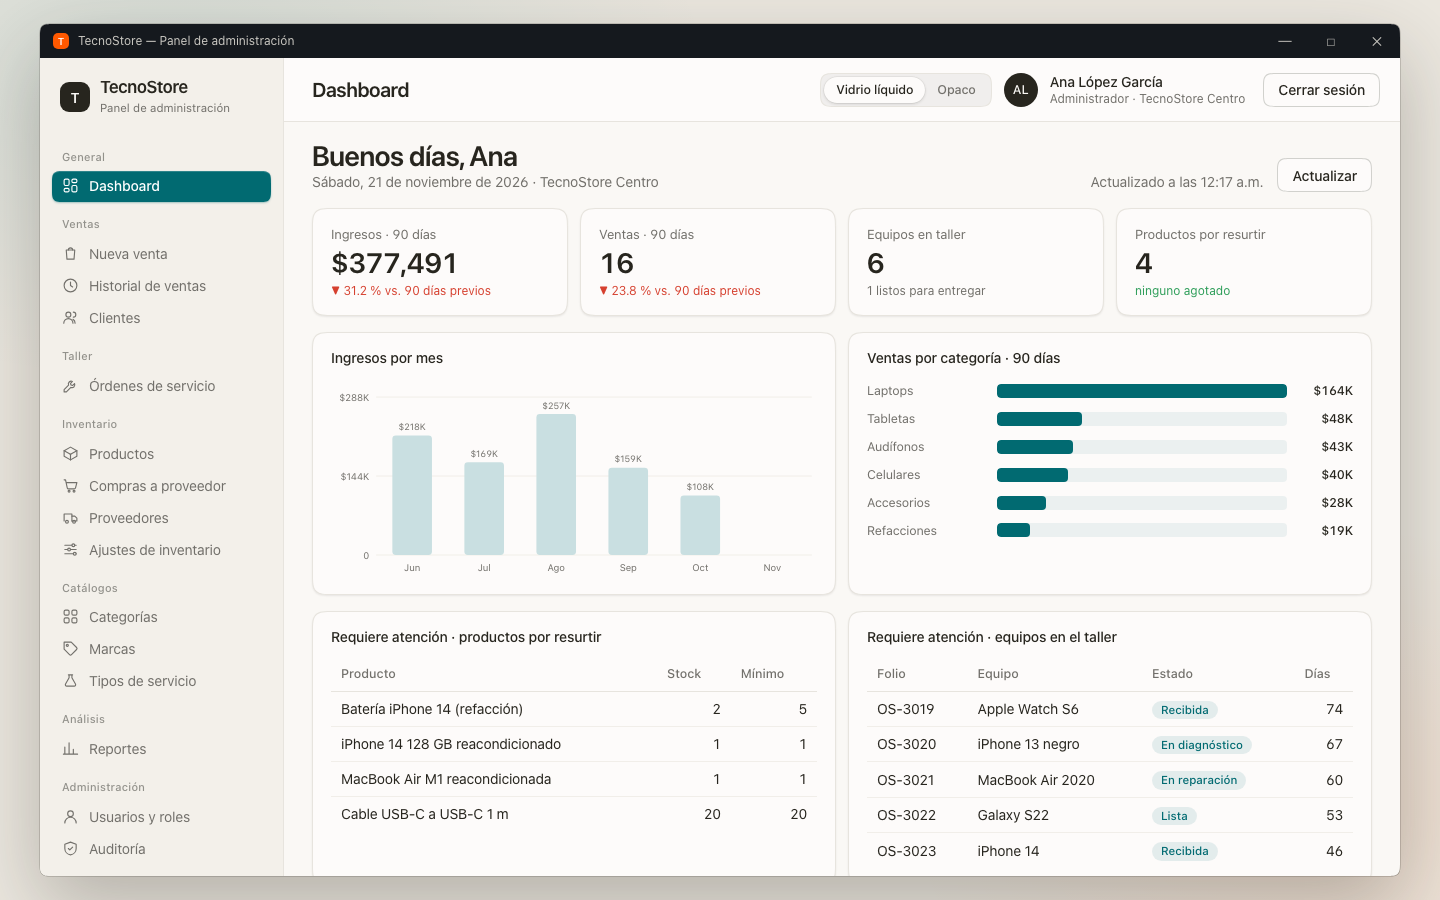 T TecnoStore — Panel de administración
T TecnoStore
Panel de administración
General
Dashboard
Ventas
Nueva venta
Historial de ventas
Clientes
Taller
Órdenes de servicio
Inventario
Productos
Compras a proveedor
Proveedores
Ajustes de inventario
Catálogos
Categorías
Marcas
Tipos de servicio
Análisis
Reportes
Administración
Usuarios y roles
Auditoría
Dashboard
Vidrio líquido Opaco
AL Ana López García
Administrador · TecnoStore Centro
Cerrar sesión
Buenos días, Ana
Sábado, 21 de noviembre de 2026 · TecnoStore Centro
Actualizado a las 12:17 a.m. Actualizar
Ingresos · 90 días
$377,491
▼ 31.2 % vs. 90 días previos
Ventas · 90 días
16
▼ 23.8 % vs. 90 días previos
Equipos en taller
6
1 listos para entregar
Productos por resurtir
4
ninguno agotado
Ingresos por mes
$288K
$144K
0
$218K
$169K
$257K
$159K
$108K
Jun Jul Ago Sep Oct Nov
Ventas por categoría · 90 días
Laptops $164K
Tabletas $48K
Audífonos $43K
Celulares $40K
Accesorios $28K
Refacciones $19K
Requiere atención · productos por resurtir
Producto Stock Mínimo
Batería iPhone 14 (refacción) 2 5
iPhone 14 128 GB reacondicionado 1 1
MacBook Air M1 reacondicionada 1 1
Cable USB-C a USB-C 1 m 20 20
Requiere atención · equipos en el taller
Folio Equipo Estado Días
OS-3019 Apple Watch S6 Recibida 74
OS-3020 iPhone 13 negro En diagnóstico 67
OS-3021 MacBook Air 2020 En reparación 60
OS-3022 Galaxy S22 Lista 53
OS-3023 iPhone 14 Recibida 46